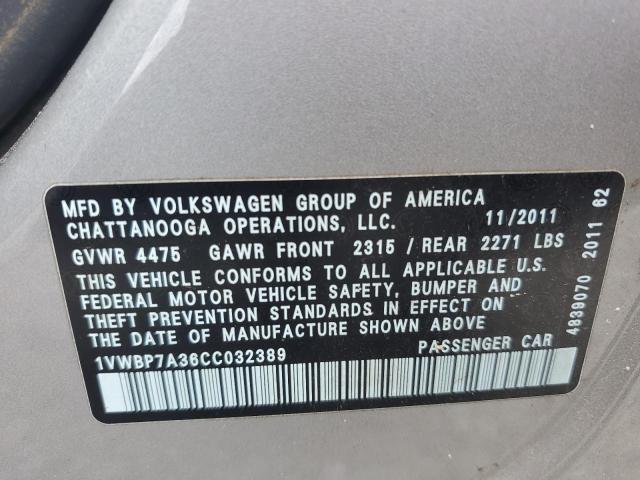 MFD BY VOLKSWAGEN GROUP OF AMERICA
CHATTANOOGA OPERATIONS, LLC. 11/2011
GVWR 4475 GAWR FRONT 2315 / REAR 2271 LBS
THIS VEHICLE CONFORMS TO ALL APPLICABLE U.S.
FEDERAL MOTOR VEHICLE SAFETY, BUMPER AND
THEFT PREVENTION STANDARDS IN EFFECT ON
THE DATE OF MANUFACTURE SHOWN ABOVE
1VWBP7A36CC032389 PASSENGER CAR
4839070 2011 62